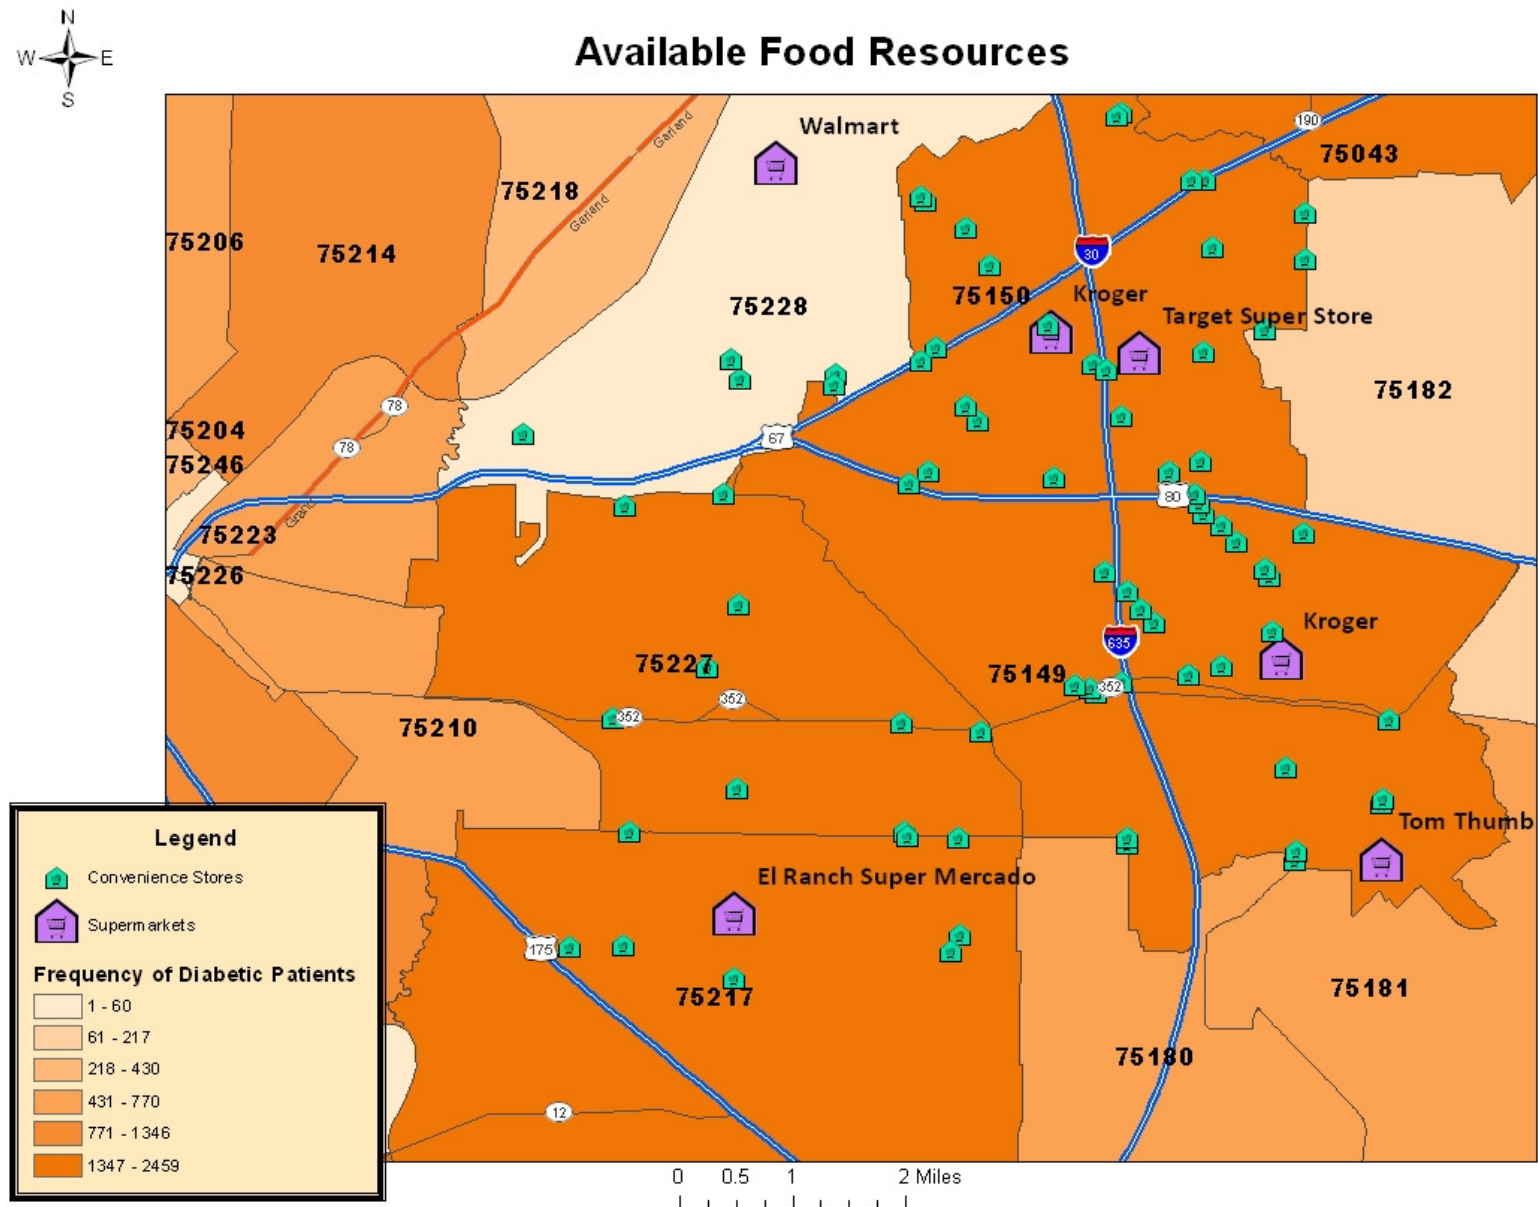 N
W E
S
Available Food Resources
Walmart
190
75043
Garland
75218
Garland
75206
75214
30
75228
75150
Kroger
Target Super Store
75182
78
75204
78
67
75246
80
Grand
75223
75226
Kroger
635
75227
75149
352
352
352
75210
Tom Thumb
El Ranch Super Mercado
175
75217
75181
75180
12
Legend
Convenience Stores
Supermarkets
Frequency of Diabetic Patients
1 - 60
61 - 217
218 - 430
431 - 770
771 - 1346
1347 - 2459
0 0.5 1 2 Miles